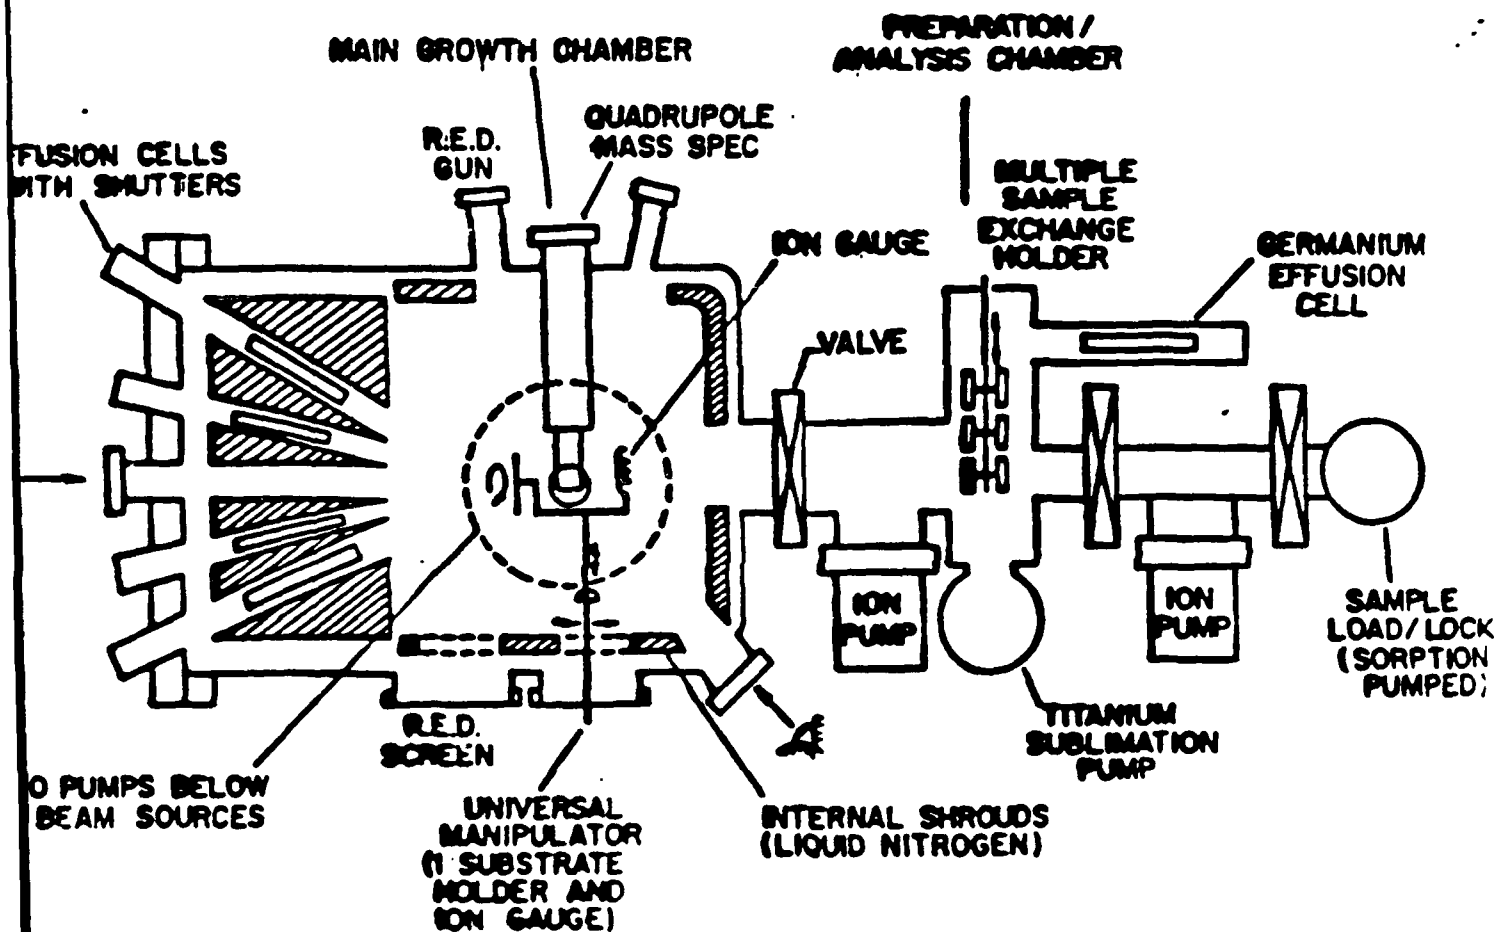 PREPARATION/
ANALYSIS CHAMBER
MAIN GROWTH CHAMBER
QUADRUPOLE
MASS SPEC
R.E.D.
GUN
FUSION CELLS
ITH SHUTTERS
MULTIPLE
SAMPLE
EXCHANGE
HOLDER
ION GAUGE
GERMANIUM
EFFUSION
CELL
VALVE
ION
PUMP
ION
PUMP
SAMPLE
LOAD/LOCK
(SORPTION
PUMPED)
R.E.D.
SCREEN
TITANIUM
SUBLIMATION
PUMP
O PUMPS BELOW
BEAM SOURCES
UNIVERSAL
MANIPULATOR
(1 SUBSTRATE
HOLDER AND
ION GAUGE)
INTERNAL SHROUDS
(LIQUID NITROGEN)